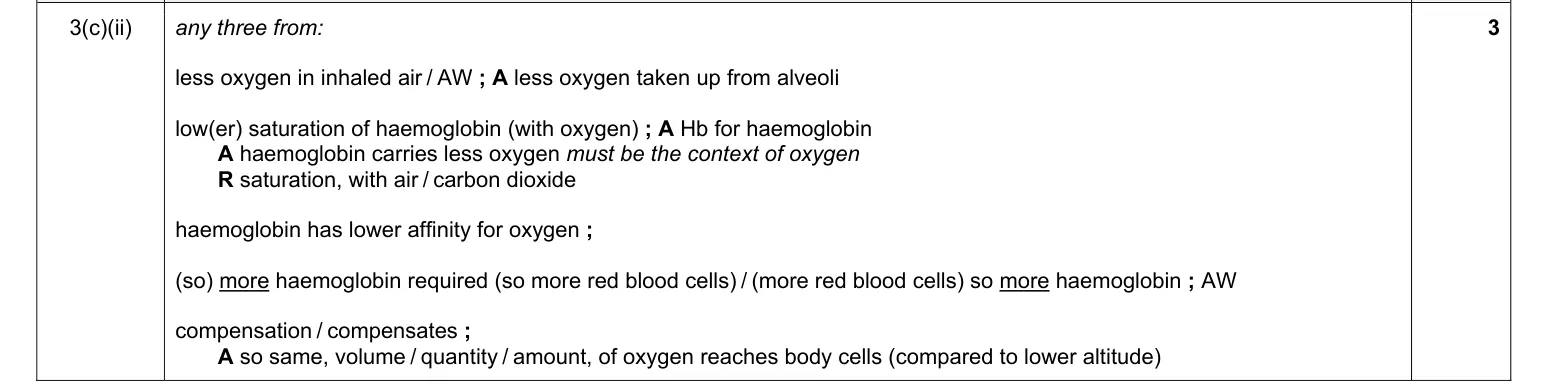 3(c)(ii) any three from: 3
less oxygen in inhaled air / AW ; A less oxygen taken up from alveoli
low(er) saturation of haemoglobin (with oxygen) ; A Hb for haemoglobin
A haemoglobin carries less oxygen must be the context of oxygen
R saturation, with air / carbon dioxide
haemoglobin has lower affinity for oxygen ;
(so) more haemoglobin required (so more red blood cells) / (more red blood cells) so more haemoglobin ; AW
compensation / compensates ;
A so same, volume / quantity / amount, of oxygen reaches body cells (compared to lower altitude)